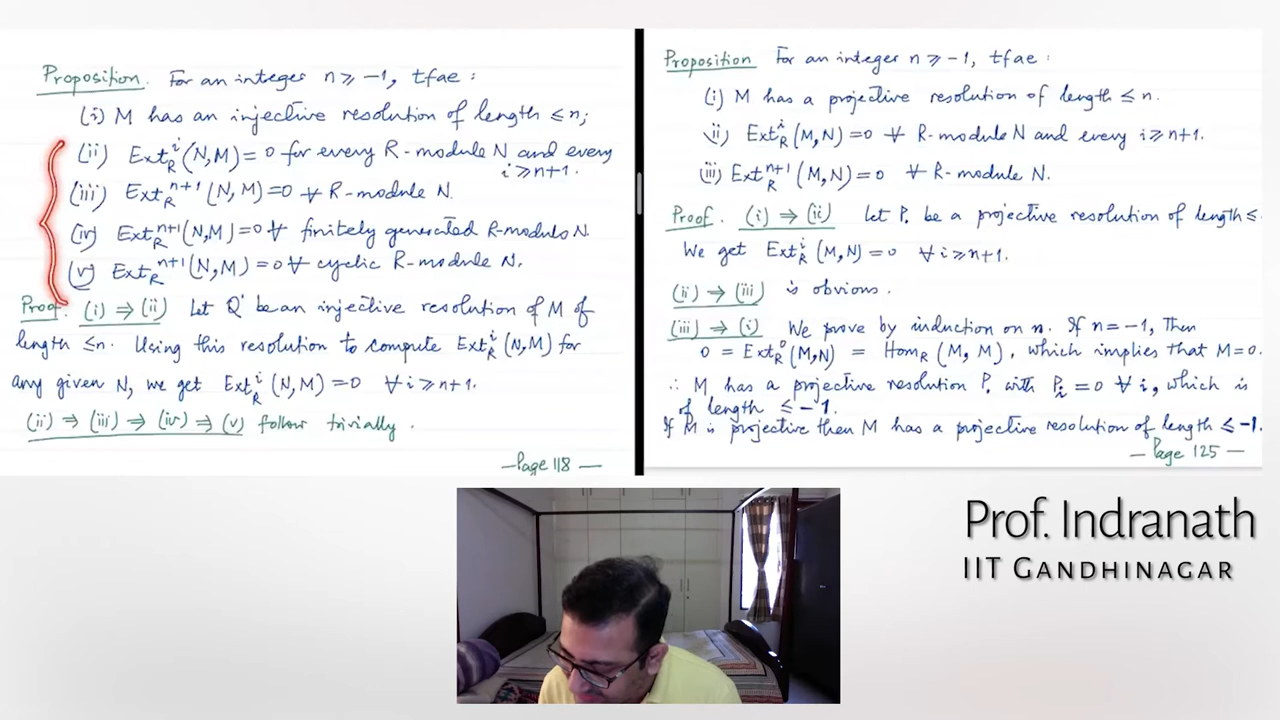 Proposition. For an integer n ≥ -1, tfae :
(i) M has an injective resolution of length ≤ n;
(ii) Ext_R^i (N,M) = 0 for every R-module N and every
i ≥ n+1.
(iii) Ext_R^{n+1} (N,M) = 0 ∀ R-module N.
(iv) Ext_R^{n+1} (N,M) = 0 ∀ finitely generated R-moduls N.
(v) Ext_R^{n+1} (N,M) = 0 ∀ cyclic R-module N.
Proof. (i) ⇒ (ii) Let Q˙ be an injective resolution of M of
length ≤ n. Using this resolution to compute Ext_R^i (N,M) for
any given N, we get Ext_R^i (N,M) = 0 ∀ i ≥ n+1.
(ii) ⇒ (iii) ⇒ (iv) ⇒ (v) follow trivially.
—Page 118—
Proposition For an integer n ≥ -1, tfae :
(i) M has a projective resolution of length ≤ n.
(ii) Ext_R^i (M,N) = 0 ∀ R-module N and every i ≥ n+1.
(iii) Ext_R^{n+1} (M,N) = 0 ∀ R-module N.
Proof. (i) ⇒ (ii) Let P. be a projective resolution of length ≤
We get Ext_R^i (M,N) = 0 ∀ i ≥ n+1.
(ii) ⇒ (iii) is obvious.
(iii) ⇒ (i) We prove by induction on n. If n = -1, Then
0 = Ext_R^0 (M,N) = Hom_R (M,M), which implies that M=0.
∴ M has a projective resolution P. with P_i = 0 ∀ i, which is
of length ≤ -1.
If M is projective then M has a projective resolution of length ≤ -1.
— Page 125 —
Prof. Indranath
IIT GANDHINAGAR